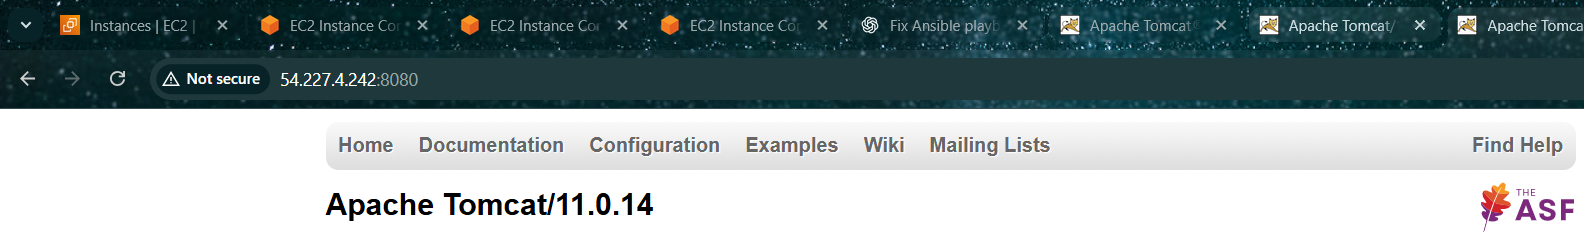 Instances | EC2 |
EC2 Instance Co
EC2 Instance Co
EC2 Instance Co
Fix Ansible playb
Apache Tomcat
Apache Tomcat/
Apache Tomca
Not secure
54.227.4.242:8080
Home Documentation Configuration Examples Wiki Mailing Lists Find Help
Apache Tomcat/11.0.14
THE
ASF